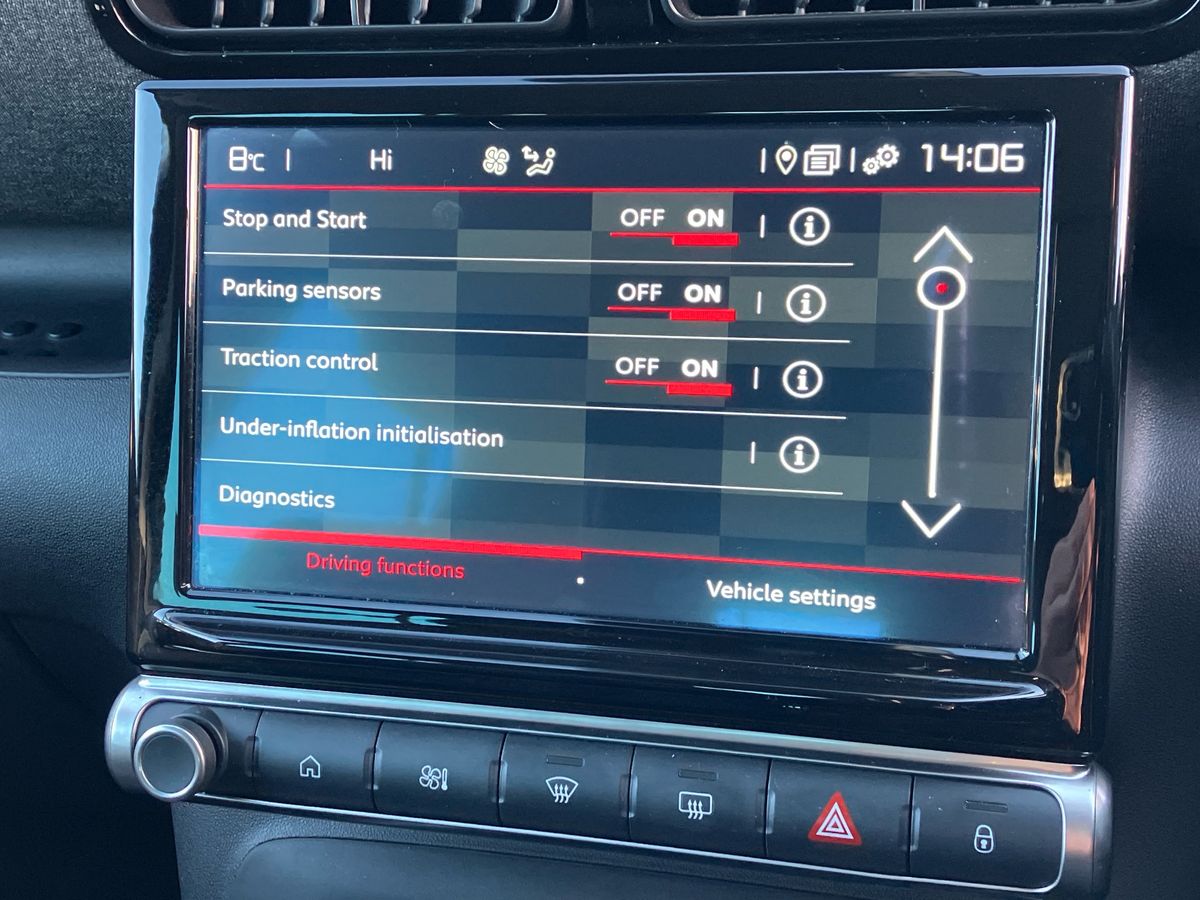 8°C Hi 14:06
Stop and Start OFF ON
Parking sensors OFF ON
Traction control OFF ON
Under-inflation initialisation
Diagnostics
Driving functions Vehicle settings